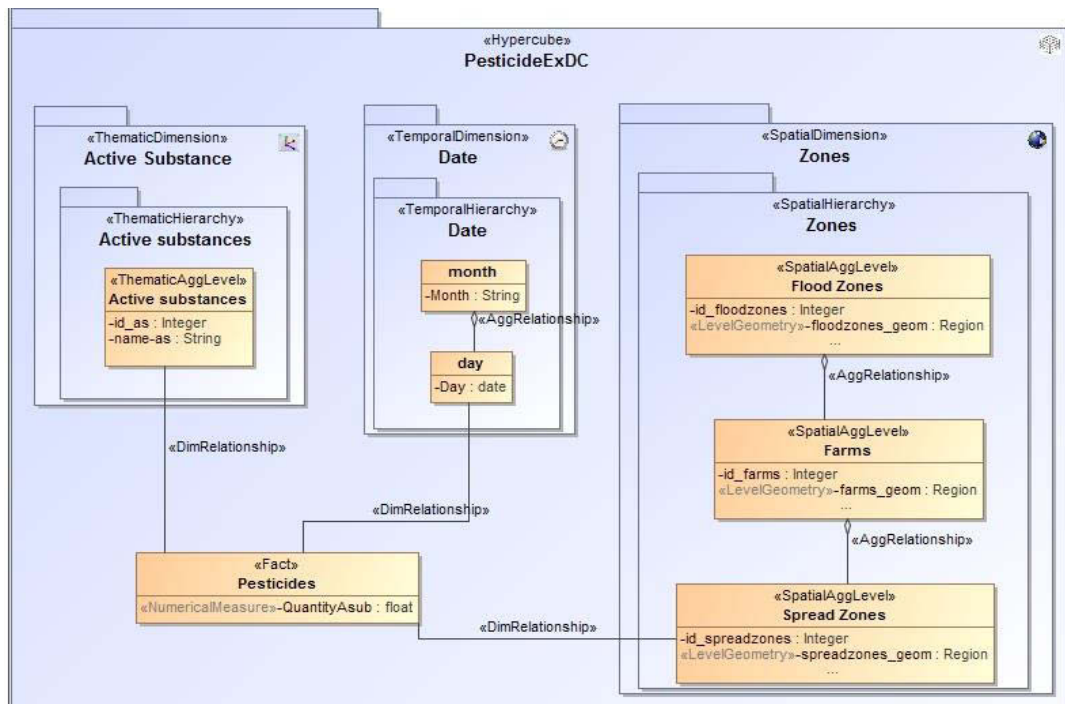 «Hypercube»
PesticideExDC
«ThematicDimension»
Active Substance
«ThematicHierarchy»
Active substances
«ThematicAggLevel»
Active substances
-id_as : Integer
-name-as : String
«DimRelationship»
«TemporalDimension»
Date
«TemporalHierarchy»
Date
month
-Month : String
«AggRelationship»
day
-Day : date
«DimRelationship»
«SpatialDimension»
Zones
«SpatialHierarchy»
Zones
«SpatialAggLevel»
Flood Zones
-id_floodzones : Integer
«LevelGeometry»-floodzones_geom : Region
...
«AggRelationship»
«SpatialAggLevel»
Farms
-id_farms : Integer
«LevelGeometry»-farms_geom : Region
...
«AggRelationship»
«SpatialAggLevel»
Spread Zones
-id_spreadzones : Integer
«LevelGeometry»-spreadzones_geom : Region
...
«Fact»
Pesticides
«NumericalMeasure»-QuantityAsub : float
«DimRelationship»